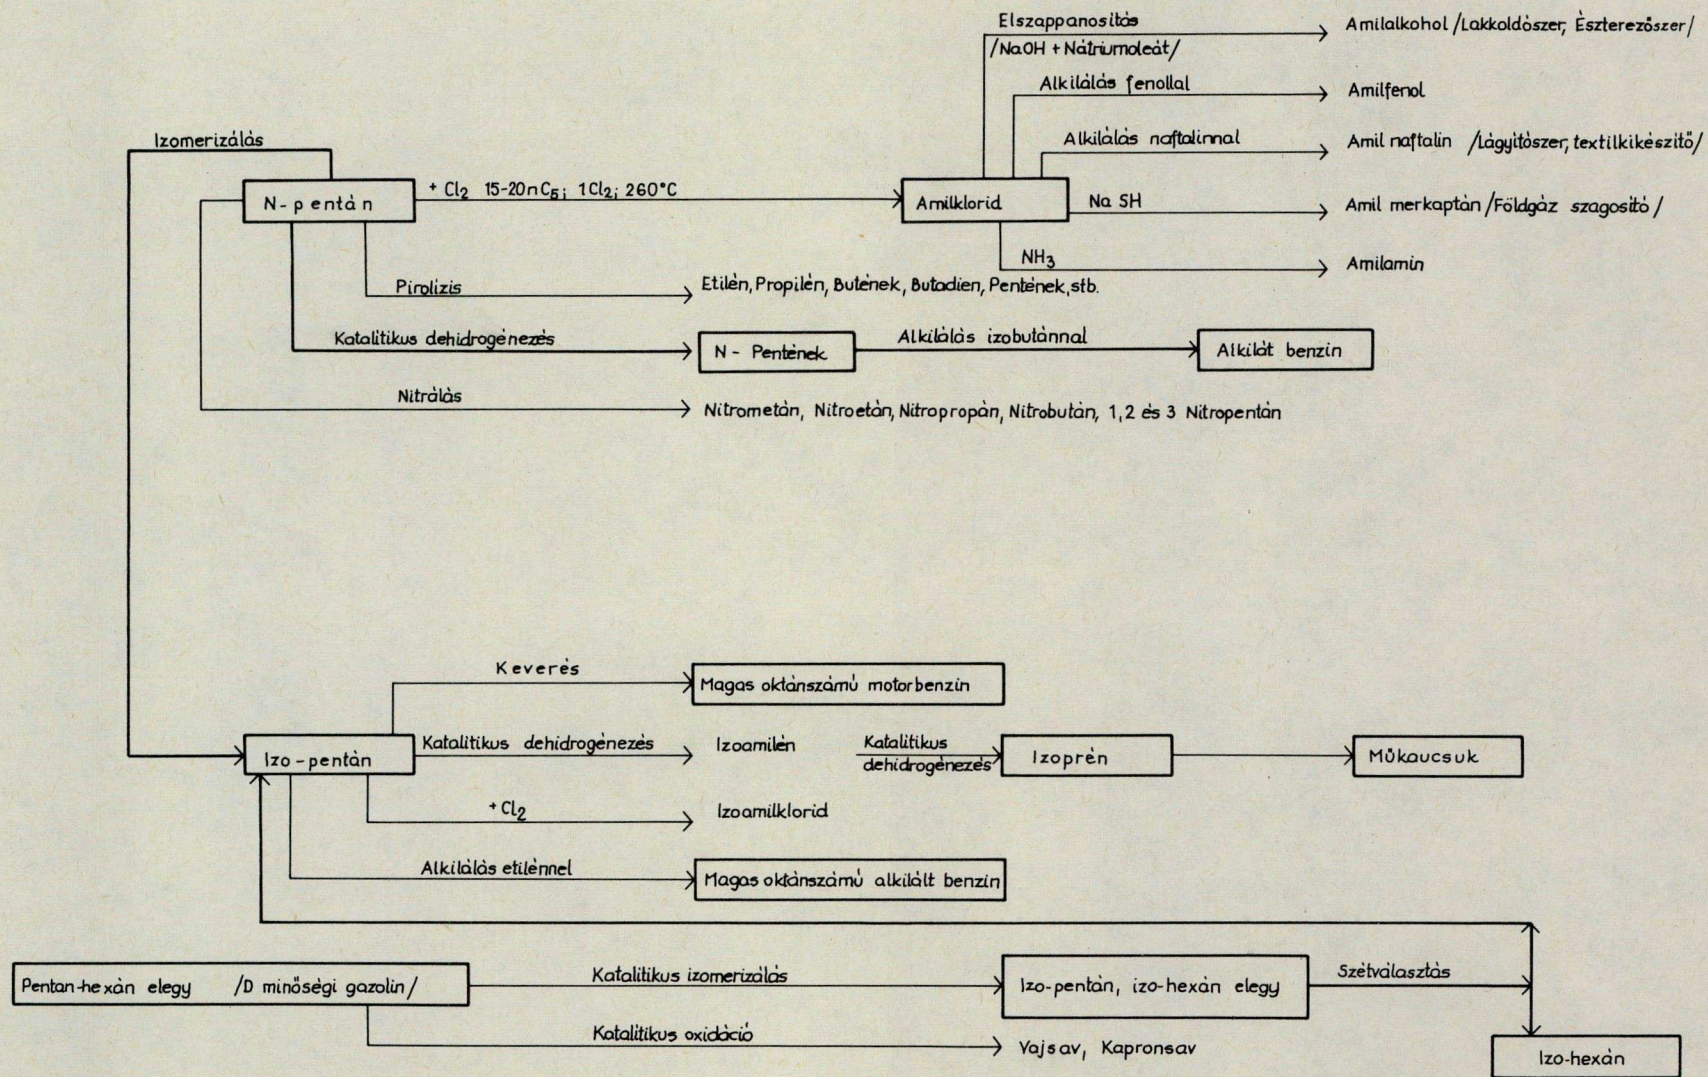 Elszappanosítás
/NaOH + Nátriumoleát/
Amilalkohol /Lakkoldószer, Észterezőszer/
Alkilálás fenollal
Amilfenol
Izomerizálás
Alkilálás naftalinnal
Amil naftalin /Lágyítószer, textilkikészítő/
N-pentán
+ Cl2 15-20nC5; 1Cl2; 260°C
Amilklorid
Na SH
Amil merkaptán /Földgáz szagosító/
NH3
Amilamin
Pirolízis
Etilén, Propilén, Butének, Butadien, Pentének, stb.
Katalitikus dehidrogénezés
N - Pentének
Alkilálás izobutánnal
Alkilát benzin
Nitrálás
Nitrometán, Nitroetán, Nitropropán, Nitrobután, 1,2 és 3 Nitropentán
Keverés
Magas oktánszámú motorbenzin
Izo-pentán
Katalitikus dehidrogénezés
Izoamilén
Katalitikus
dehidrogénezés
Izoprén
Műkaucsuk
+Cl2
Izoamilklorid
Alkilálás etilénnel
Magas oktánszámú alkilált benzin
Pentan-hexán elegy /D minőségi gazolin/
Katalitikus izomerizálás
Izo-pentán, izo-hexán elegy
Szétválasztás
Katalitikus oxidáció
Vajsav, Kapronsav
Izo-hexán